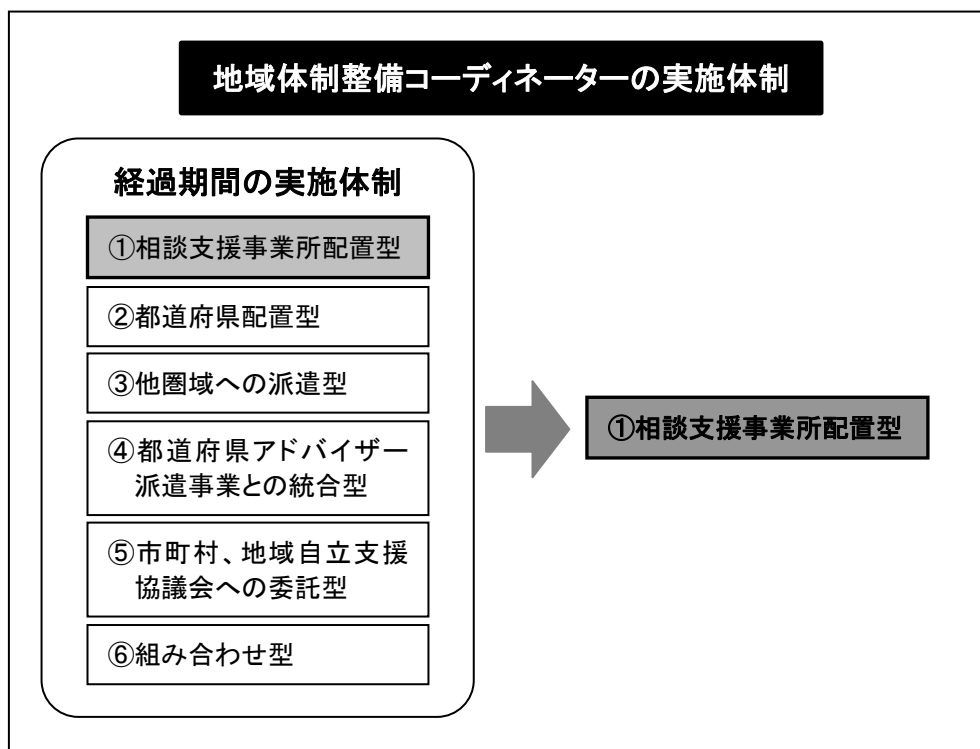 地域体制整備コーディネーターの実施体制
経過期間の実施体制
①相談支援事業所配置型
②都道府県配置型
③他圏域への派遣型
④都道府県アドバイザー
派遣事業との統合型
⑤市町村、地域自立支援
協議会への委託型
⑥組み合わせ型
①相談支援事業所配置型